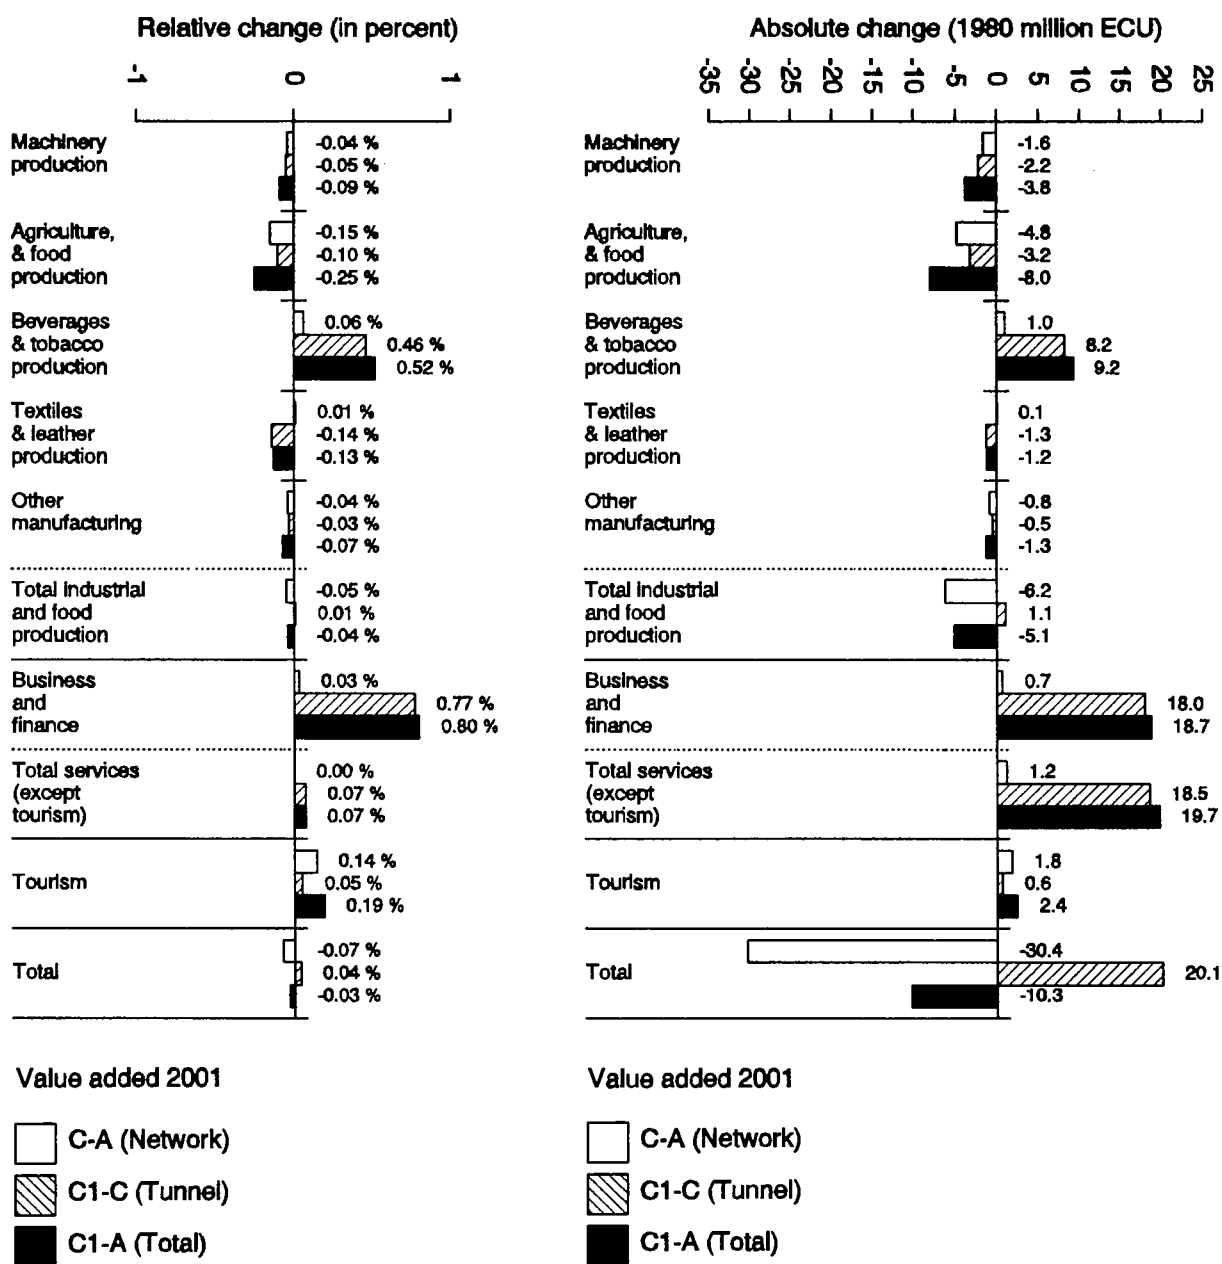 Relative change (in percent)
-1 0 1
Machinery
production
-0.04 %
-0.05 %
-0.09 %
Agriculture,
& food
production
-0.15 %
-0.10 %
-0.25 %
Beverages
& tobacco
production
0.06 %
0.46 %
0.52 %
Textiles
& leather
production
0.01 %
-0.14 %
-0.13 %
Other
manufacturing
-0.04 %
-0.03 %
-0.07 %
Total industrial
and food
production
-0.05 %
0.01 %
-0.04 %
Business
and
finance
0.03 %
0.77 %
0.80 %
Total services
(except
tourism)
0.00 %
0.07 %
0.07 %
Tourism
0.14 %
0.05 %
0.19 %
Total
-0.07 %
0.04 %
-0.03 %
Value added 2001
C-A (Network)
C1-C (Tunnel)
C1-A (Total)
Absolute change (1980 million ECU)
-35 -30 -25 -20 -15 -10 -5 0 5 10 15 20 25
Machinery
production
-1.6
-2.2
-3.8
Agriculture,
& food
production
-4.8
-3.2
-8.0
Beverages
& tobacco
production
1.0
8.2
9.2
Textiles
& leather
production
0.1
-1.3
-1.2
Other
manufacturing
-0.8
-0.5
-1.3
Total industrial
and food
production
-6.2
1.1
-5.1
Business
and
finance
0.7
18.0
18.7
Total services
(except
tourism)
1.2
18.5
19.7
Tourism
1.8
0.6
2.4
Total
-30.4
20.1
-10.3
Value added 2001
C-A (Network)
C1-C (Tunnel)
C1-A (Total)